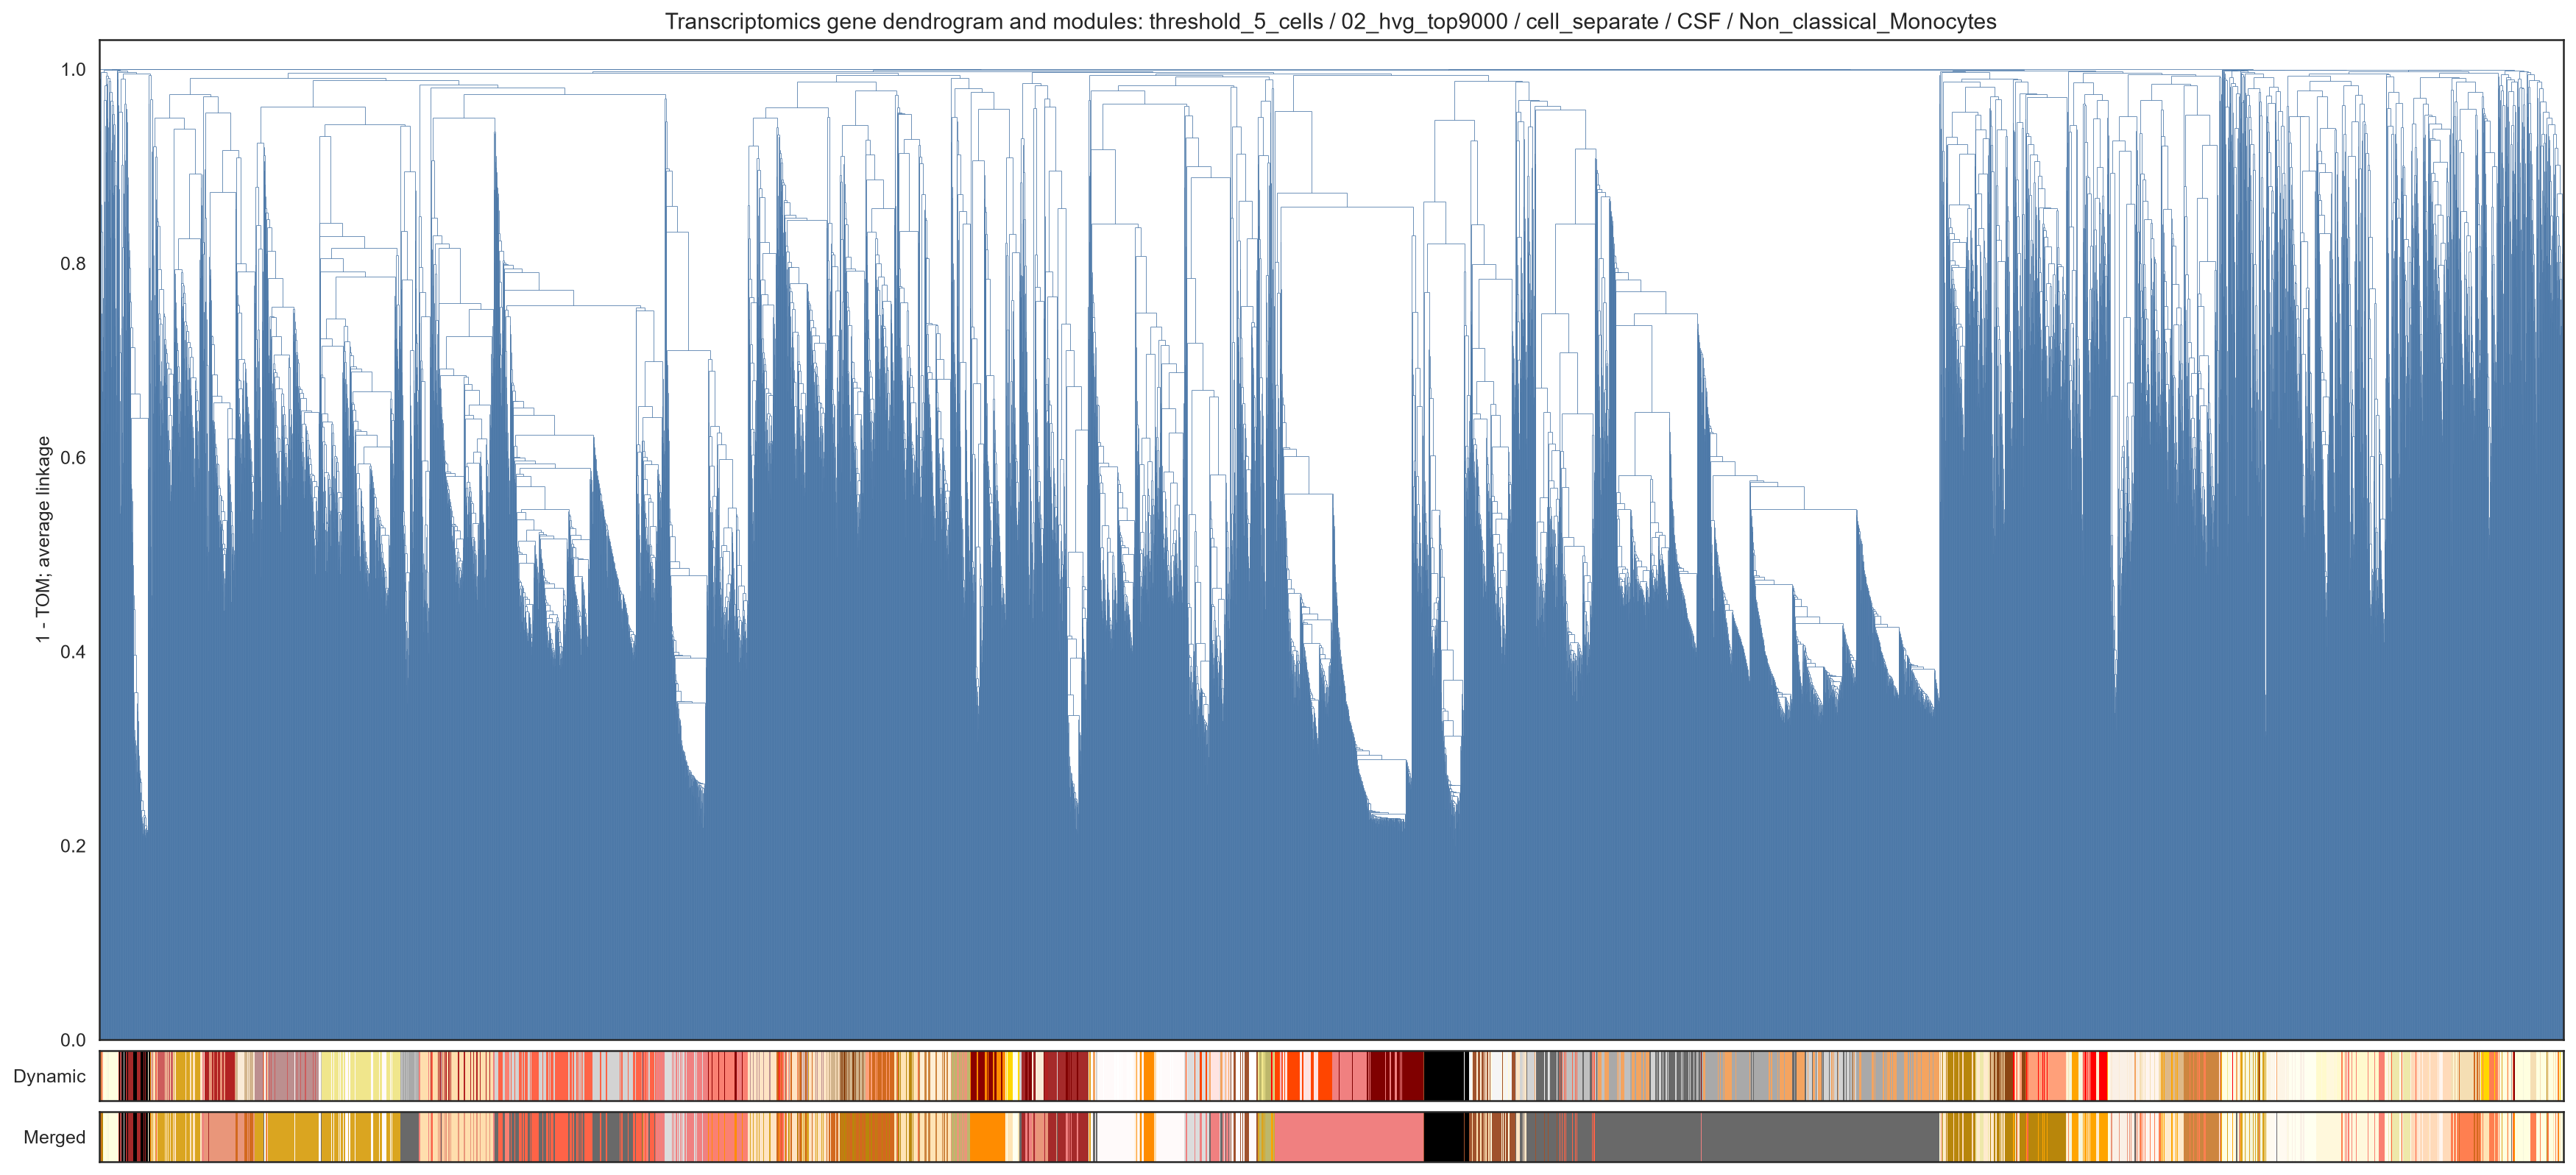 Transcriptomics gene dendrogram and modules: threshold_5_cells / 02_hvg_top9000 / cell_separate / CSF / Non_classical_Monocytes
1.0
0.8
0.6
0.4
0.2
0.0
1 - TOM; average linkage
Dynamic
Merged